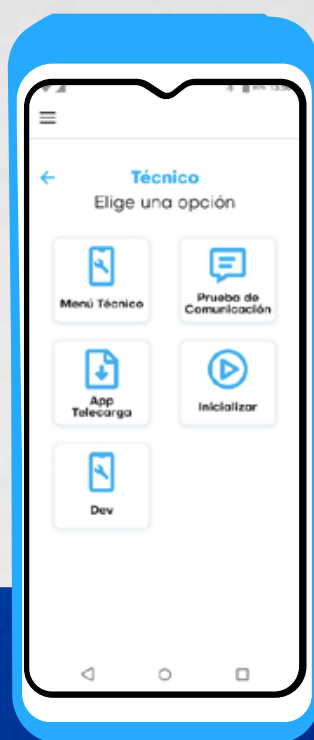 Técnico
Elige una opción
Menú Técnico
Prueba de
Comunicación
App
Telecarga
Inicializar
Dev